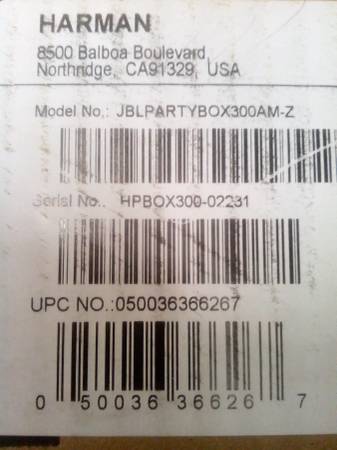 HARMAN
8500 Balboa Boulevard,
Northridge, CA91329, USA
Model No,: JBLPARTYBOX300AM-Z
Serial No.. HPBOX300-02231
UPC NO.:050036366267
0 50036 36626 7